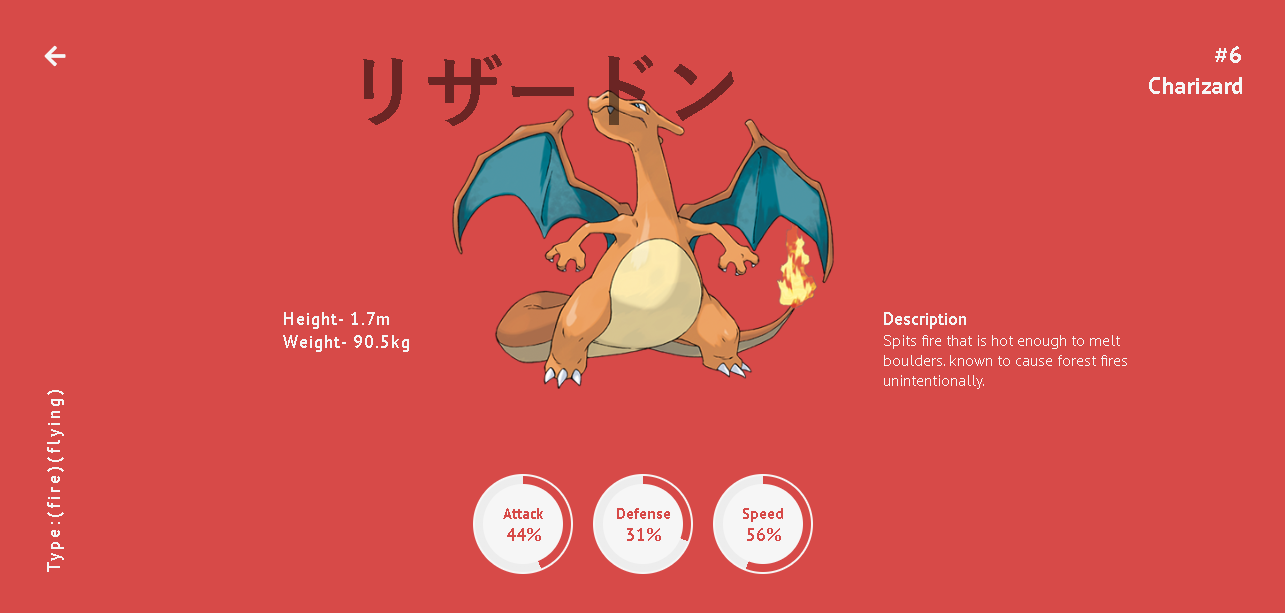 リザードン
#6
Charizard
Height- 1.7m
Weight- 90.5kg
Description
Spits fire that is hot enough to melt
boulders. known to cause forest fires
unintentionally.
Type:(fire)(flying)
Attack
44%
Defense
31%
Speed
56%